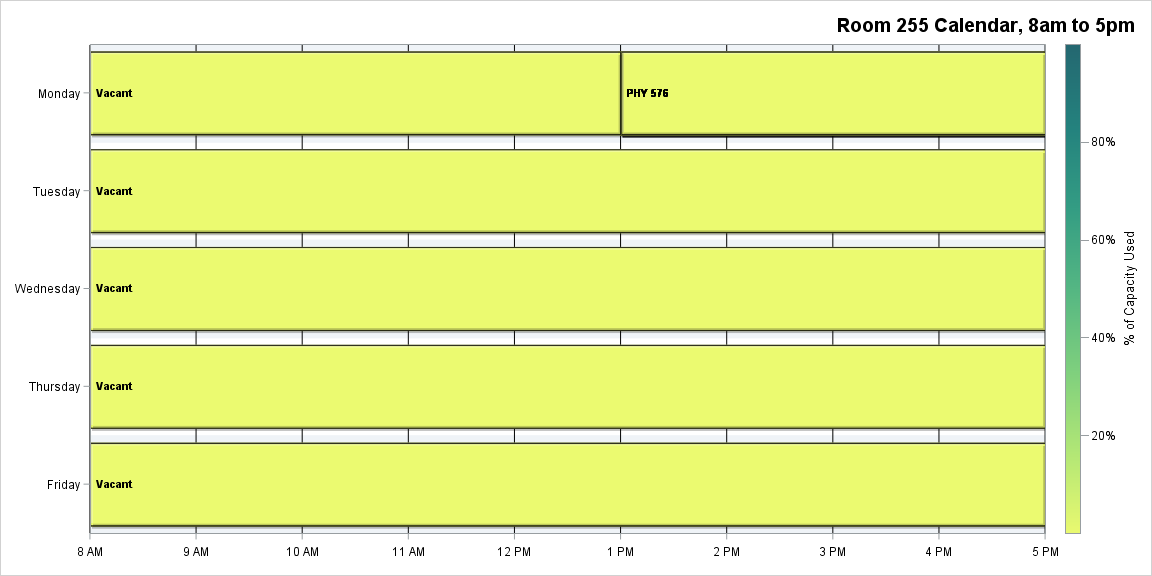 Room 255 Calendar, 8am to 5pm
Monday
Vacant
PHY 576
Tuesday
Vacant
Wednesday
Vacant
Thursday
Vacant
Friday
Vacant
8 AM 9 AM 10 AM 11 AM 12 PM 1 PM 2 PM 3 PM 4 PM 5 PM
80%
60%
40%
20%
% of Capacity Used